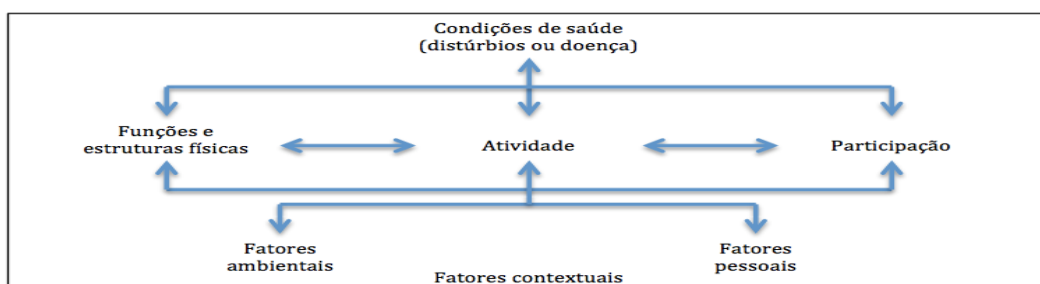 Condições de saúde
(distúrbios ou doença)
Funções e
estruturas físicas
Atividade
Participação
Fatores
ambientais
Fatores
pessoais
Fatores contextuais